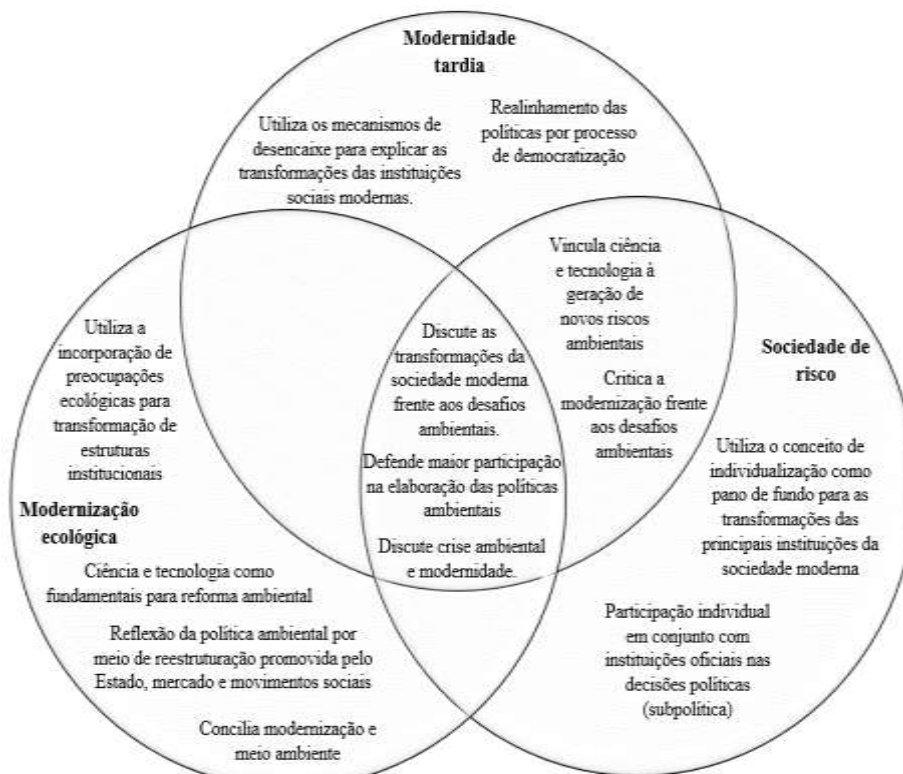 Modernidade
tardia
Utiliza os mecanismos de
desencaixe para explicar as
transformações das instituições
sociais modernas.
Realinhamento das
políticas por processo
de democratização
Vincula ciência
e tecnologia à
geração de
novos riscos
ambientais
Critica a
modernização frente
aos desafios
ambientais
Utiliza a
incorporação de
preocupações
ecológicas para
transformação de
estruturas
institucionais
Discute as
transformações da
sociedade moderna
frente aos desafios
ambientais.
Defende maior participação
na elaboração das políticas
ambientais
Discute crise ambiental
e modernidade.
Sociedade de
risco
Utiliza o conceito de
individualização como
pano de fundo para as
transformações das
principais instituições da
sociedade moderna
Participação individual
em conjunto com
instituições oficiais nas
decisões políticas
(subpolítica)
Modernização
ecológica
Ciência e tecnologia como
fundamentais para reforma ambiental
Reflexão da política ambiental por
meio de reestruturação promovida pelo
Estado, mercado e movimentos sociais
Concilia modernização e
meio ambiente